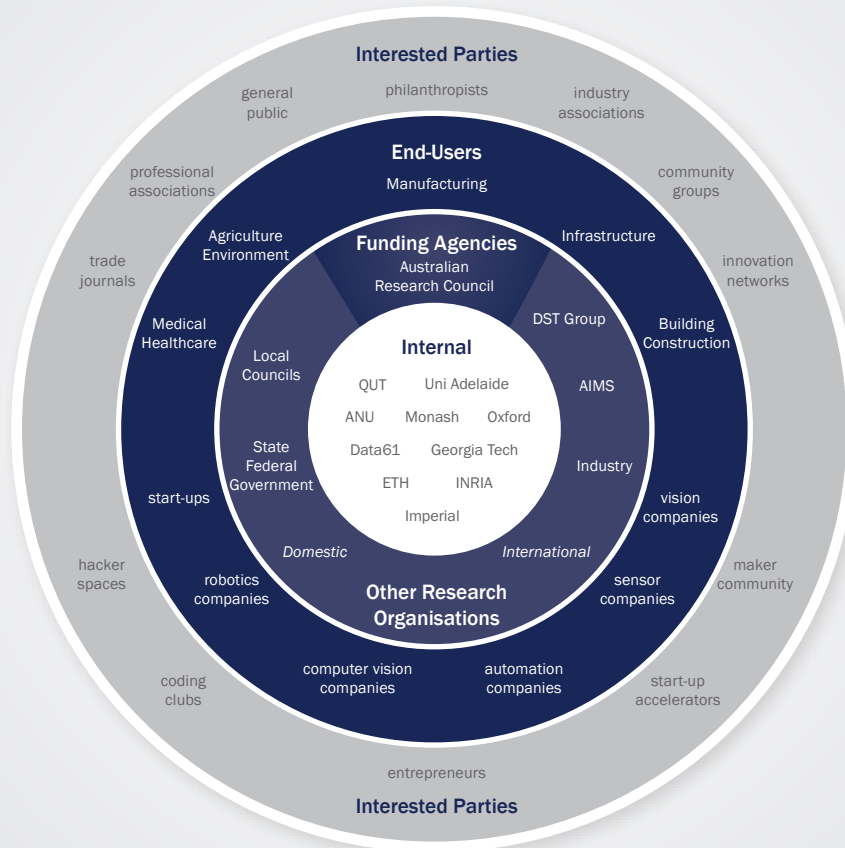 Interested Parties
philanthropists
general
public
industry
associations
professional
associations
community
groups
trade
journals
innovation
networks
End-Users
Manufacturing
Agriculture
Environment
Infrastructure
Medical
Healthcare
Building
Construction
Funding Agencies
Australian
Research Council
DST Group
Local
Councils
AIMS
State
Federal
Government
Industry
Internal
QUT Uni Adelaide
ANU Monash Oxford
Data61 Georgia Tech
ETH INRIA
Imperial
Domestic
International
Other Research
Organisations
start-ups
vision
companies
robotics
companies
sensor
companies
computer vision
companies
automation
companies
hacker
spaces
maker
community
coding
clubs
start-up
accelerators
entrepreneurs
Interested Parties